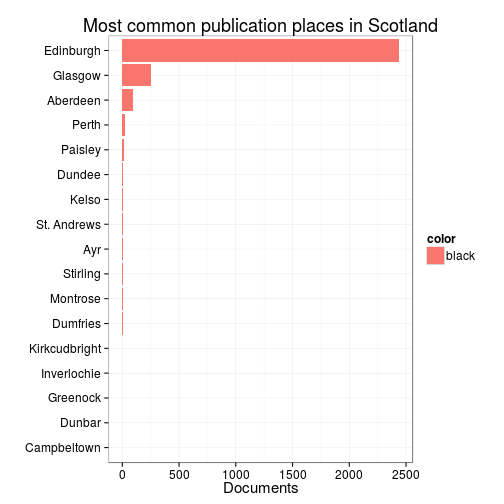 Most common publication places in Scotland
Edinburgh
Glasgow
Aberdeen
Perth
Paisley
Dundee
Kelso
St. Andrews
Ayr
Stirling
Montrose
Dumfries
Kirkcudbright
Inverlochie
Greenock
Dunbar
Campbeltown
0 500 1000 1500 2000 2500
Documents
color
black